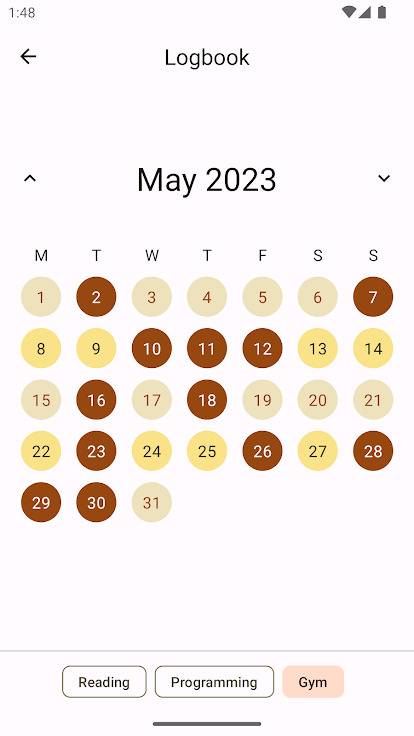 1:48
Logbook
May 2023
M T W T F S S
1 2 3 4 5 6 7
8 9 10 11 12 13 14
15 16 17 18 19 20 21
22 23 24 25 26 27 28
29 30 31
Reading Programming Gym